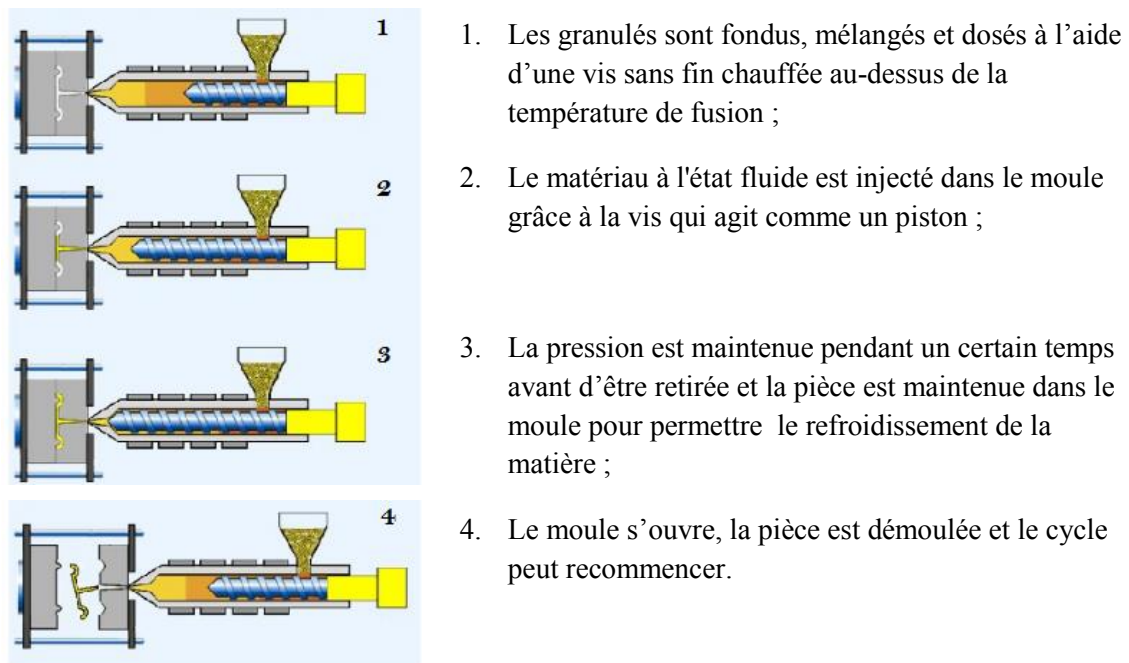 1
1. Les granulés sont fondus, mélangés et dosés à l’aide
d’une vis sans fin chauffée au-dessus de la
température de fusion ;
2
2. Le matériau à l'état fluide est injecté dans le moule
grâce à la vis qui agit comme un piston ;
3
3. La pression est maintenue pendant un certain temps
avant d’être retirée et la pièce est maintenue dans le
moule pour permettre le refroidissement de la
matière ;
4
4. Le moule s’ouvre, la pièce est démoulée et le cycle
peut recommencer.